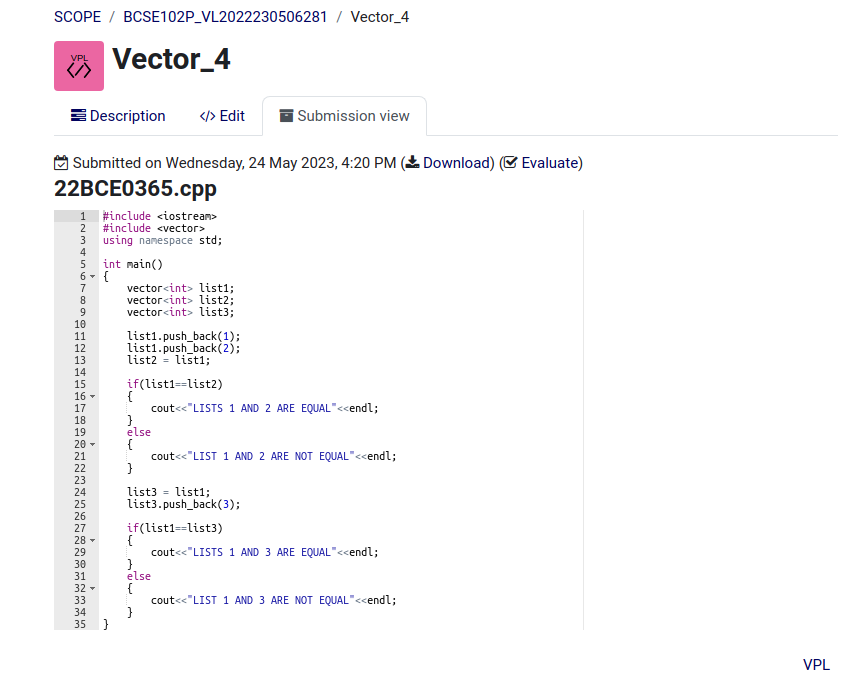 SCOPE / BCSE102P_VL2022230506281 / Vector_4
VPL
</>
Vector_4
Description </> Edit Submission view
Submitted on Wednesday, 24 May 2023, 4:20 PM (Download) (Evaluate)
22BCE0365.cpp
1 #include <iostream>
2 #include <vector>
3 using namespace std;
4
5 int main()
6 {
7     vector<int> list1;
8     vector<int> list2;
9     vector<int> list3;
10
11     list1.push_back(1);
12     list1.push_back(2);
13     list2 = list1;
14
15     if(list1==list2)
16     {
17         cout<<"LISTS 1 AND 2 ARE EQUAL"<<endl;
18     }
19     else
20     {
21         cout<<"LIST 1 AND 2 ARE NOT EQUAL"<<endl;
22     }
23
24     list3 = list1;
25     list3.push_back(3);
26
27     if(list1==list3)
28     {
29         cout<<"LISTS 1 AND 3 ARE EQUAL"<<endl;
30     }
31     else
32     {
33         cout<<"LIST 1 AND 3 ARE NOT EQUAL"<<endl;
34     }
35 }
VPL